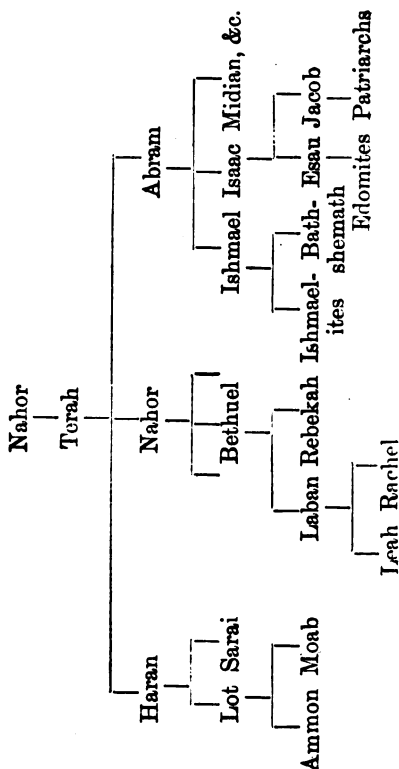 Nahor
Terah
Haran Nahor Abram
Lot Sarai Bethuel Ishmael Isaac Midian, &c.
Ammon Moab Laban Rebekah Ishmael- Bath- Esau Jacob
ites shemath
Leah Rachel Edomites Patriarchs